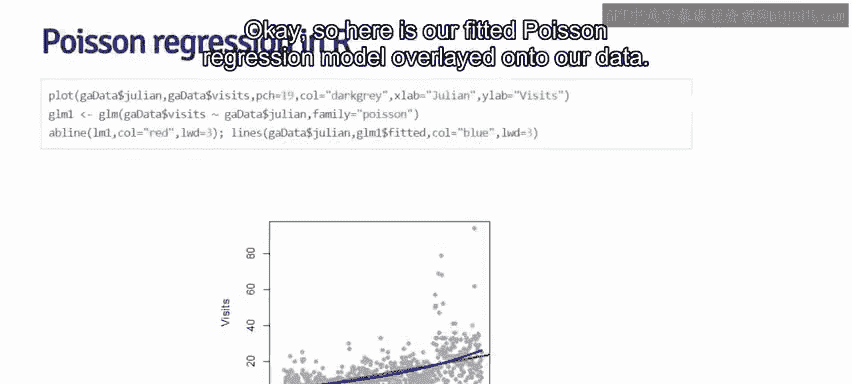 Poisson regression in R
Okay, so here is our fitted Poisson
regression model overlayed onto our data.
plot(gaData$julian,gaData$visits,pch=19,col="darkgrey",xlab="Julian",ylab="Visits")
glm1 <- glm(gaData$visits ~ gaData$julian,family="poisson")
abline(lm1,col="red",lwd=3); lines(gaData$julian,glm1$fitted,col="blue",lwd=3)
80
60
40
20
Visits